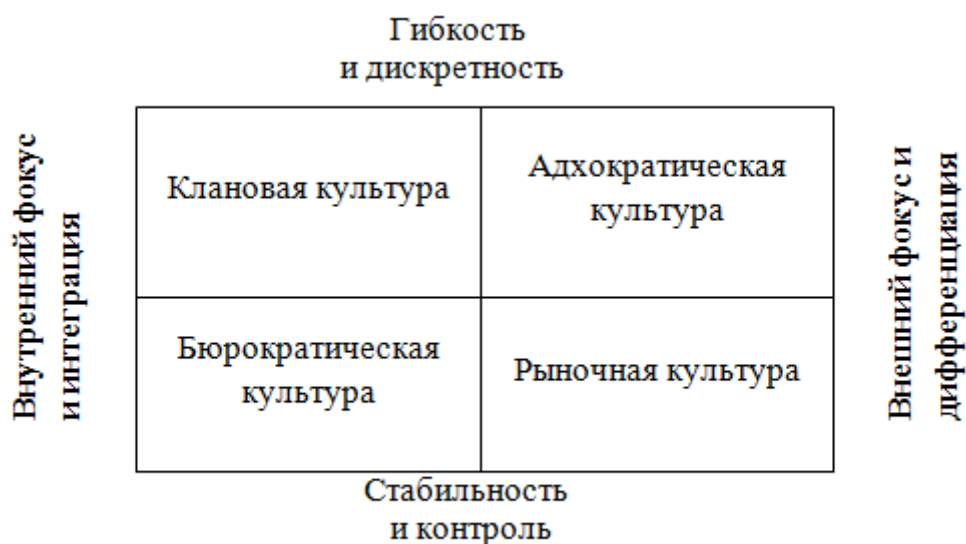 Гибкость
и дискретность
Внутренний фокус
и интеграция
Клановая культура
Адхократическая
культура
Внешний фокус и
дифференциация
Бюрократическая
культура
Рыночная культура
Стабильность
и контроль